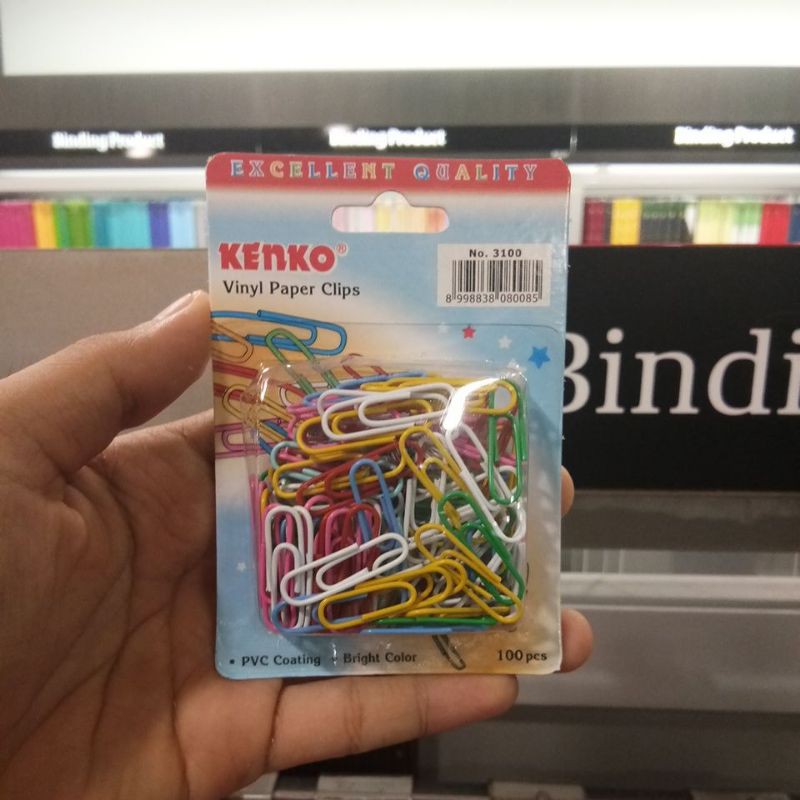 Binding Product
Binding Product
Binding Product
EXCELLENT QUALITY
KENKO®
Vinyl Paper Clips
No. 3100
8 998838 080085
Bindi
• PVC Coating • Bright Color
100 pcs